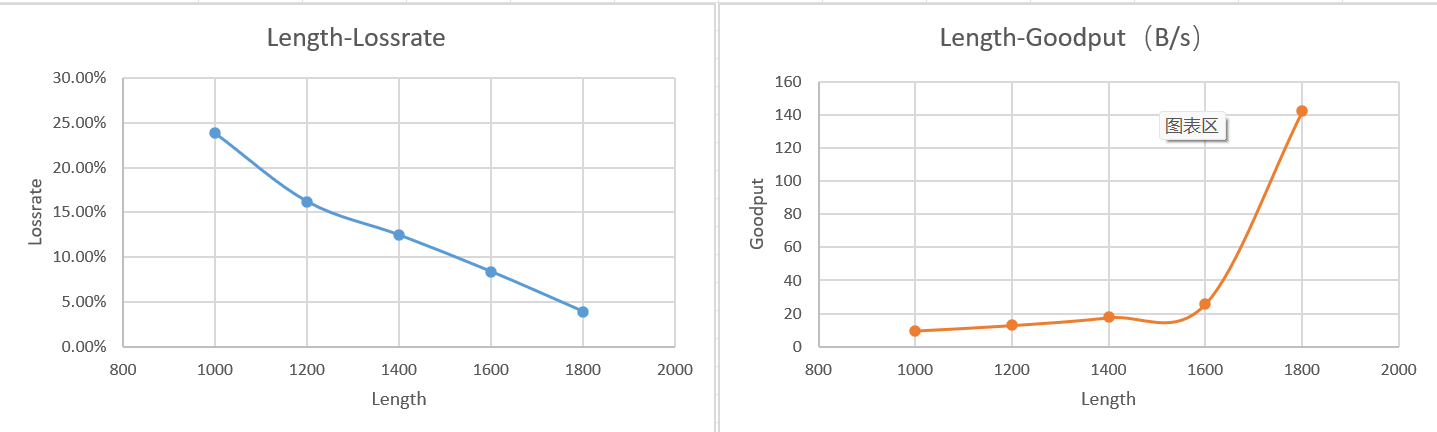 Length-Lossrate
30.00%
25.00%
20.00%
15.00%
10.00%
5.00%
0.00%
Lossrate
800 1000 1200 1400 1600 1800 2000
Length
Length-Goodput（B/s）
160
140
120
100
80
60
40
20
0
Goodput
图表区
800 1000 1200 1400 1600 1800 2000
Length